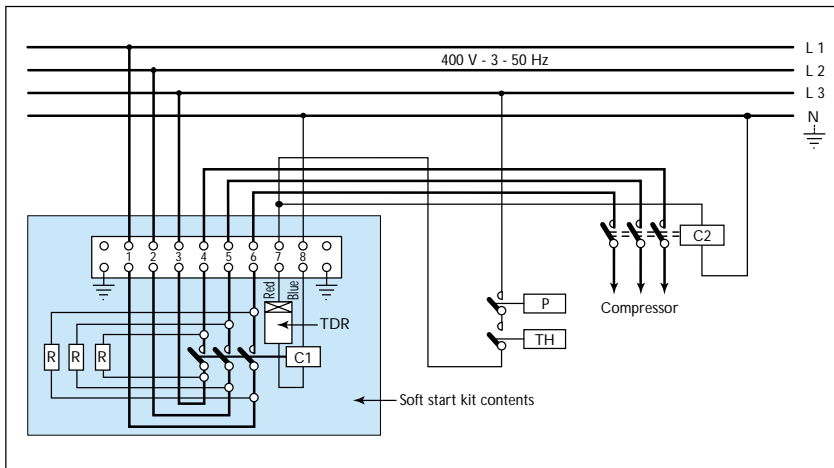 L 1
400 V - 3 - 50 Hz
L 2
L 3
N
1 2 3 4 5 6 7 8
C2
Red
Blue
P
Compressor
TDR
TH
R R R
C1
Soft start kit contents